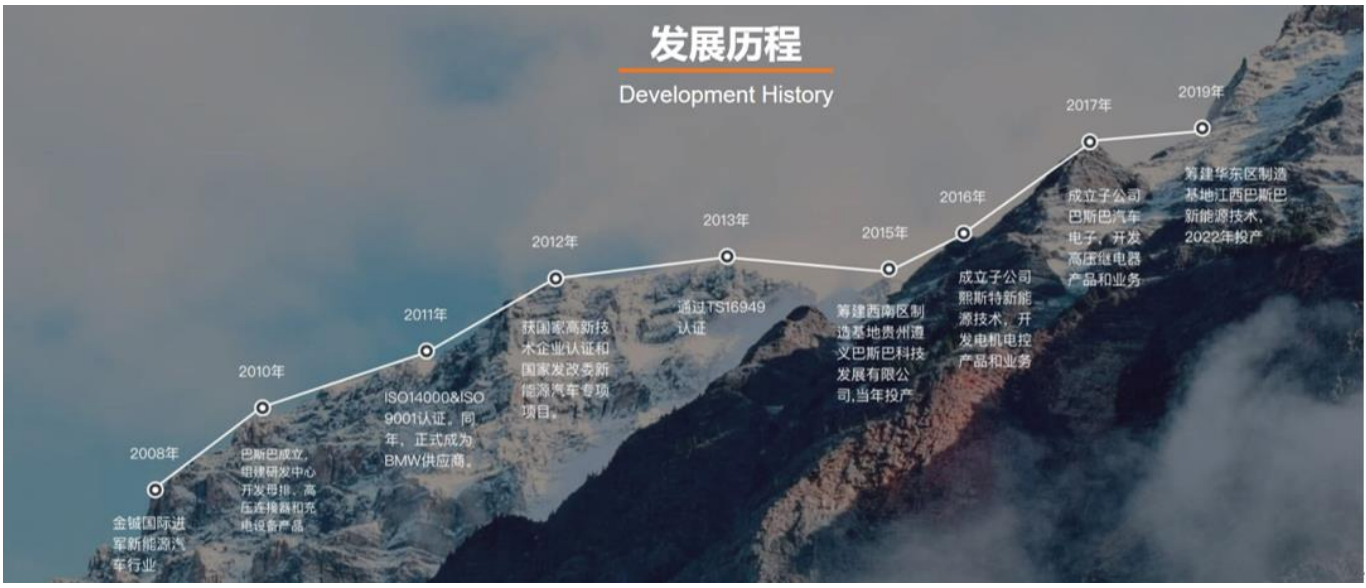 发展历程
Development History
2008年
金铖国际进
军新能源汽
车行业
2010年
巴斯巴成立,
组建研发中心
开发母排、高
压连接器和充
电设备产品
2011年
ISO14000&ISO
9001认证。同
年，正式成为
BMW供应商。
2012年
获国家高新技
术企业认证和
国家发改委新
能源汽车专项
项目。
2013年
通过TS16949
认证
2015年
筹建西南区制
造基地贵州遵
义巴斯巴科技
发展有限公
司,当年投产
2016年
成立子公司
熙斯特新能
源技术，开
发电机电控
产品和业务
2017年
成立子公司
巴斯巴汽车
电子，开发
高压继电器
产品和业务
2019年
筹建华东区制造
基地江西巴斯巴
新能源技术，
2022年投产